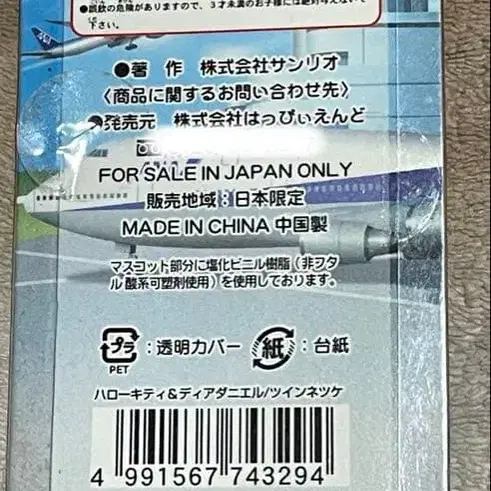 ●誤飲の危険がありますので、3才未満のお子様には絶対与えないで
下さい。
●著 作 株式会社サンリオ
〈商品に関するお問い合わせ先〉
●発売元 株式会社はっぴぃえんど
FOR SALE IN JAPAN ONLY
販売地域：日本限定
MADE IN CHINA 中国製
マスコット部分に塩化ビニル樹脂（非フタ
ル酸系可塑剤使用）を使用しております。
プラ
PET
：透明カバー
紙
：台紙
ハローキティ&ディアダニエル/ツインネツケ
4 991567 743294